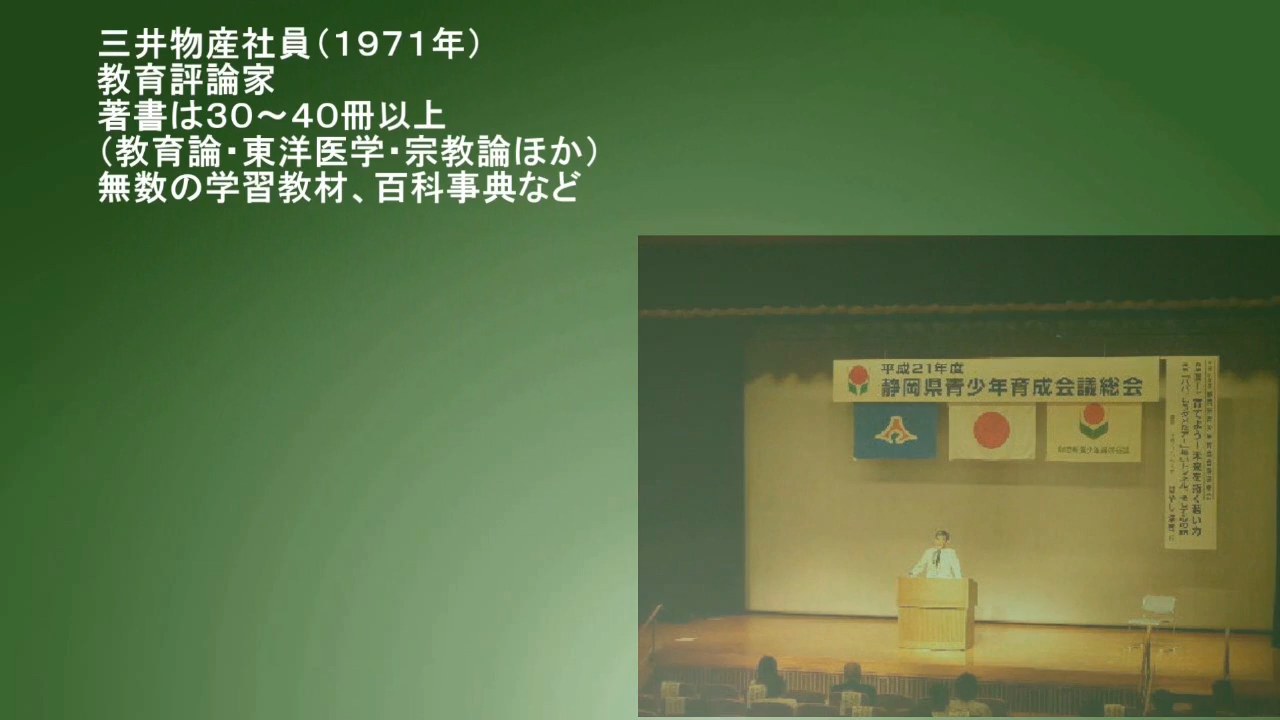 三井物産社員（１９７１年）
教育評論家
著書は３０～４０冊以上
（教育論・東洋医学・宗教論ほか）
無数の学習教材、百科事典など
平成21年度
静岡県青少年育成会議総会